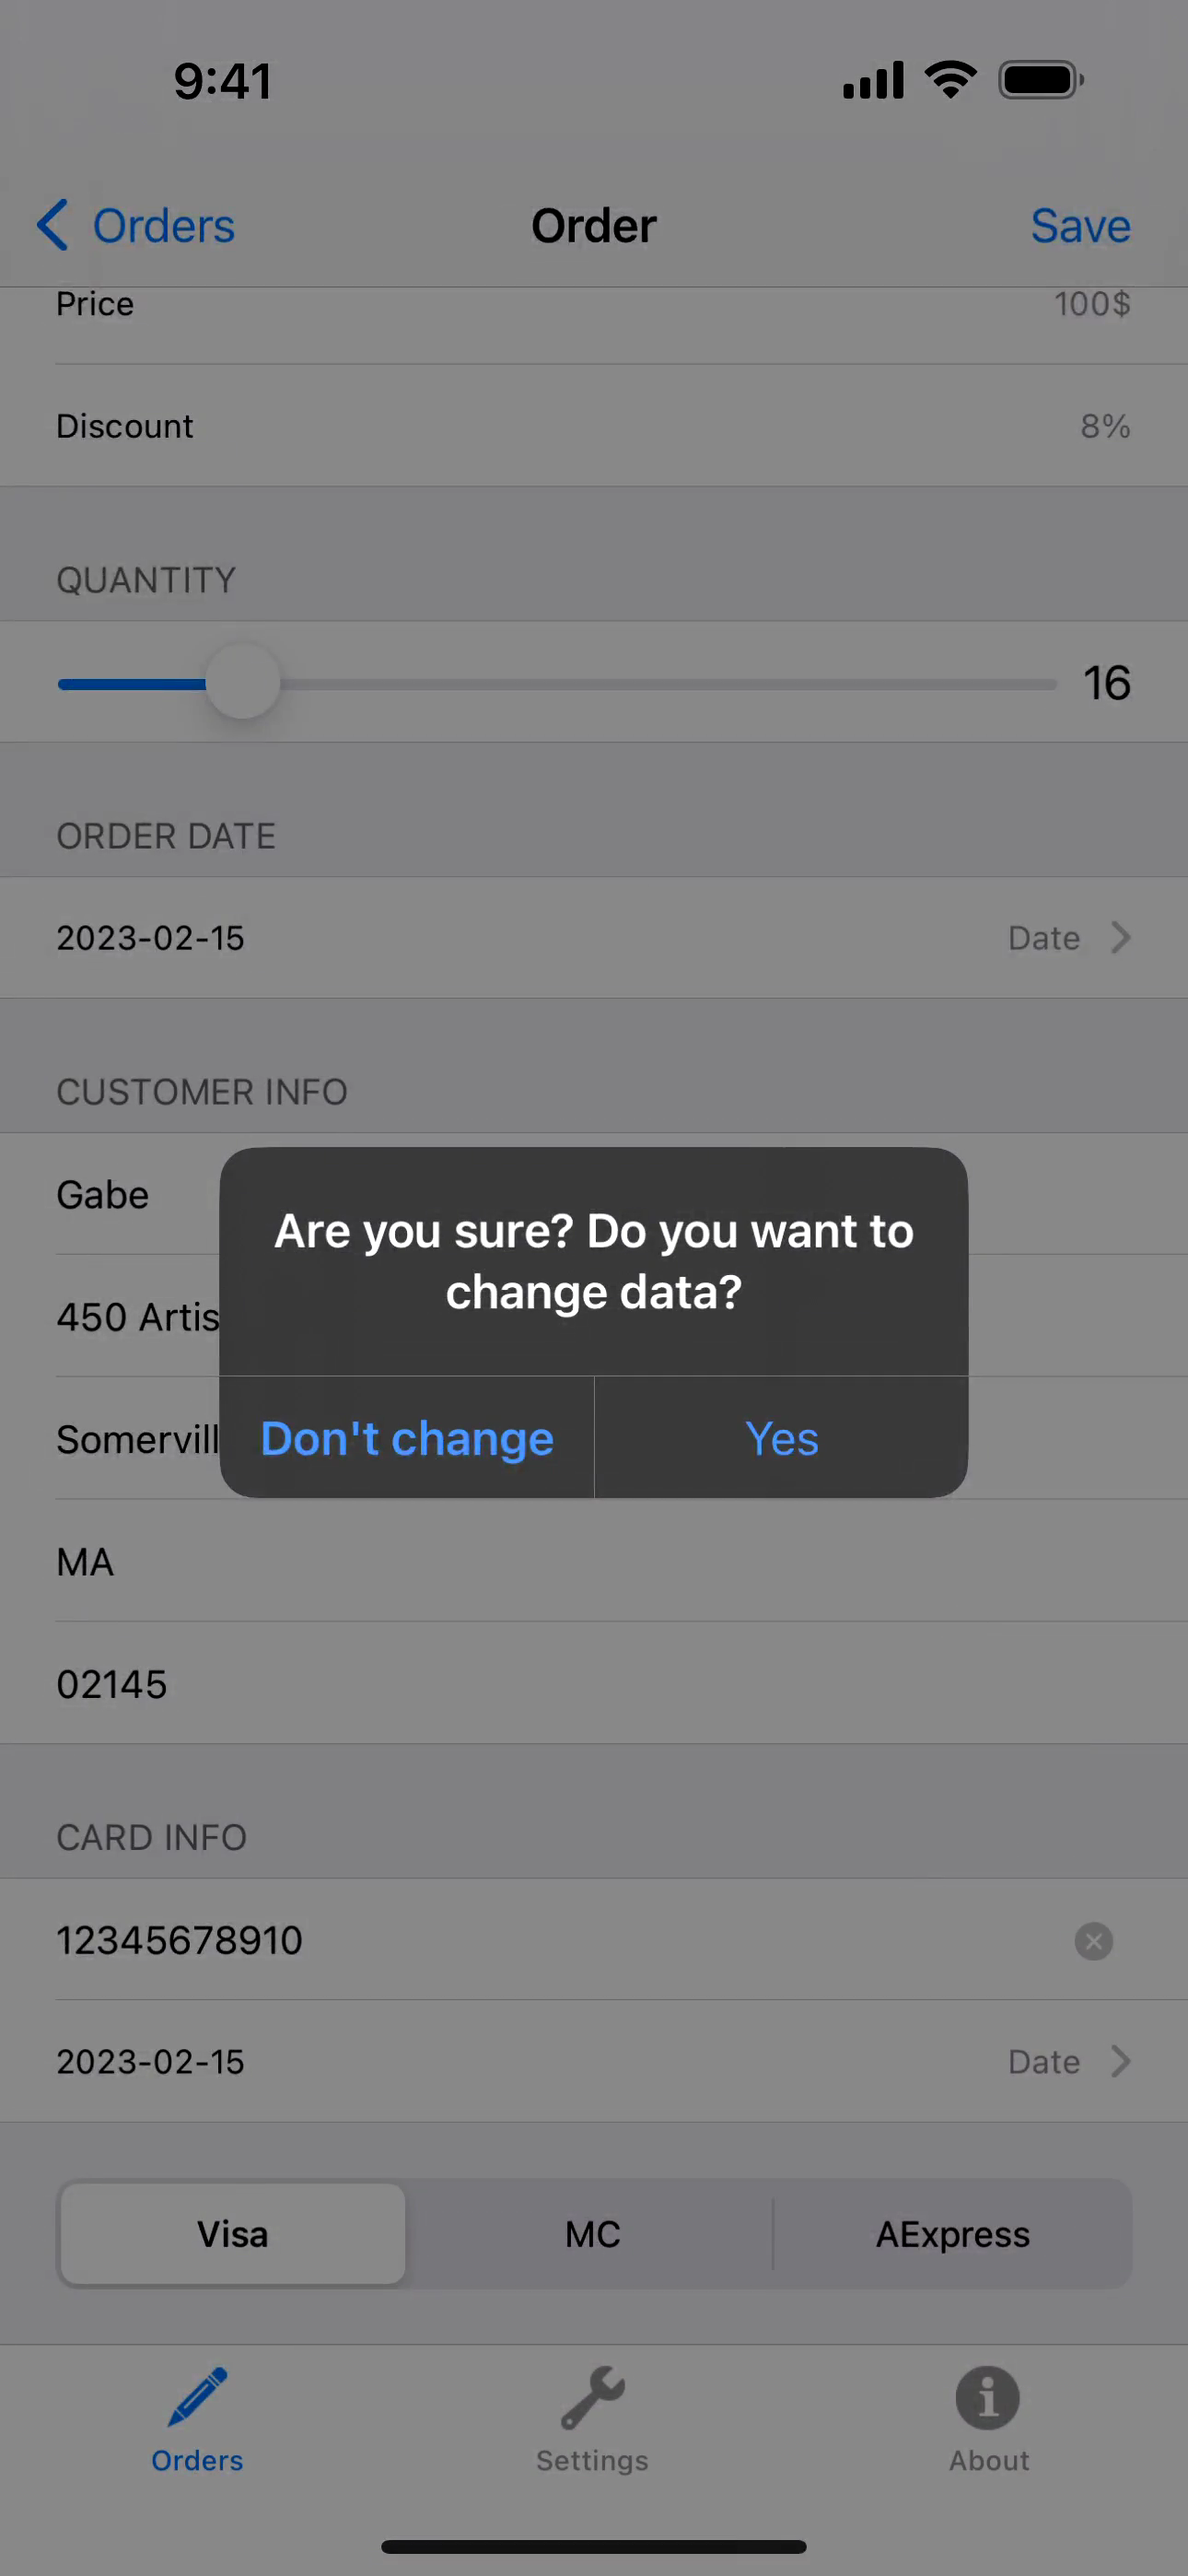 9:41
Orders
Order
Save
Price
100$
Discount
8%
QUANTITY
16
ORDER DATE
2023-02-15
Date
CUSTOMER INFO
Gabe
Are you sure? Do you want to
change data?
450 Artis
Somervill
Don't change
Yes
MA
02145
CARD INFO
12345678910
2023-02-15
Date
Visa
MC
AExpress
Orders
Settings
About